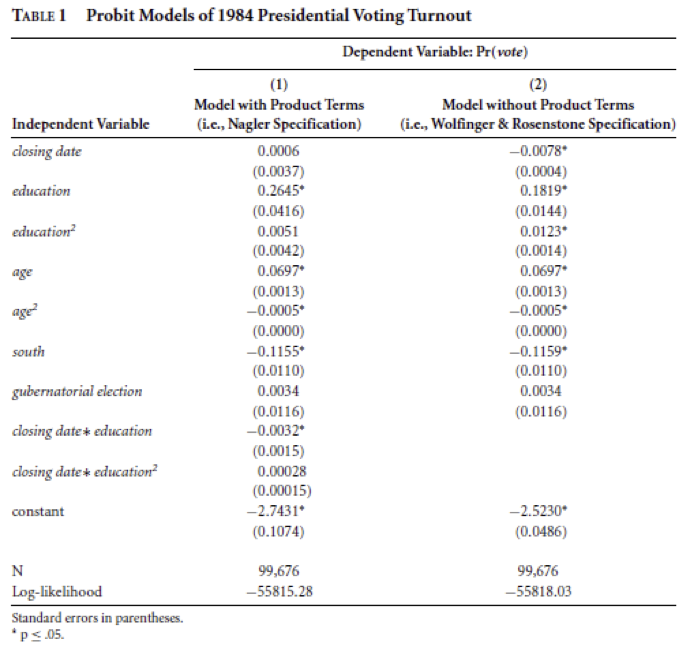 TABLE 1 Probit Models of 1984 Presidential Voting Turnout
Dependent Variable: Pr(vote)
(1) (2)
Model with Product Terms Model without Product Terms
Independent Variable (i.e., Nagler Specification) (i.e., Wolfinger & Rosenstone Specification)
closing date 0.0006 −0.0078*
(0.0037) (0.0004)
education 0.2645* 0.1819*
(0.0416) (0.0144)
education² 0.0051 0.0123*
(0.0042) (0.0014)
age 0.0697* 0.0697*
(0.0013) (0.0013)
age² −0.0005* −0.0005*
(0.0000) (0.0000)
south −0.1155* −0.1159*
(0.0110) (0.0110)
gubernatorial election 0.0034 0.0034
(0.0116) (0.0116)
closing date* education −0.0032*
(0.0015)
closing date* education² 0.00028
(0.00015)
constant −2.7431* −2.5230*
(0.1074) (0.0486)
N 99,676 99,676
Log-likelihood −55815.28 −55818.03
Standard errors in parentheses.
* p ≤ .05.